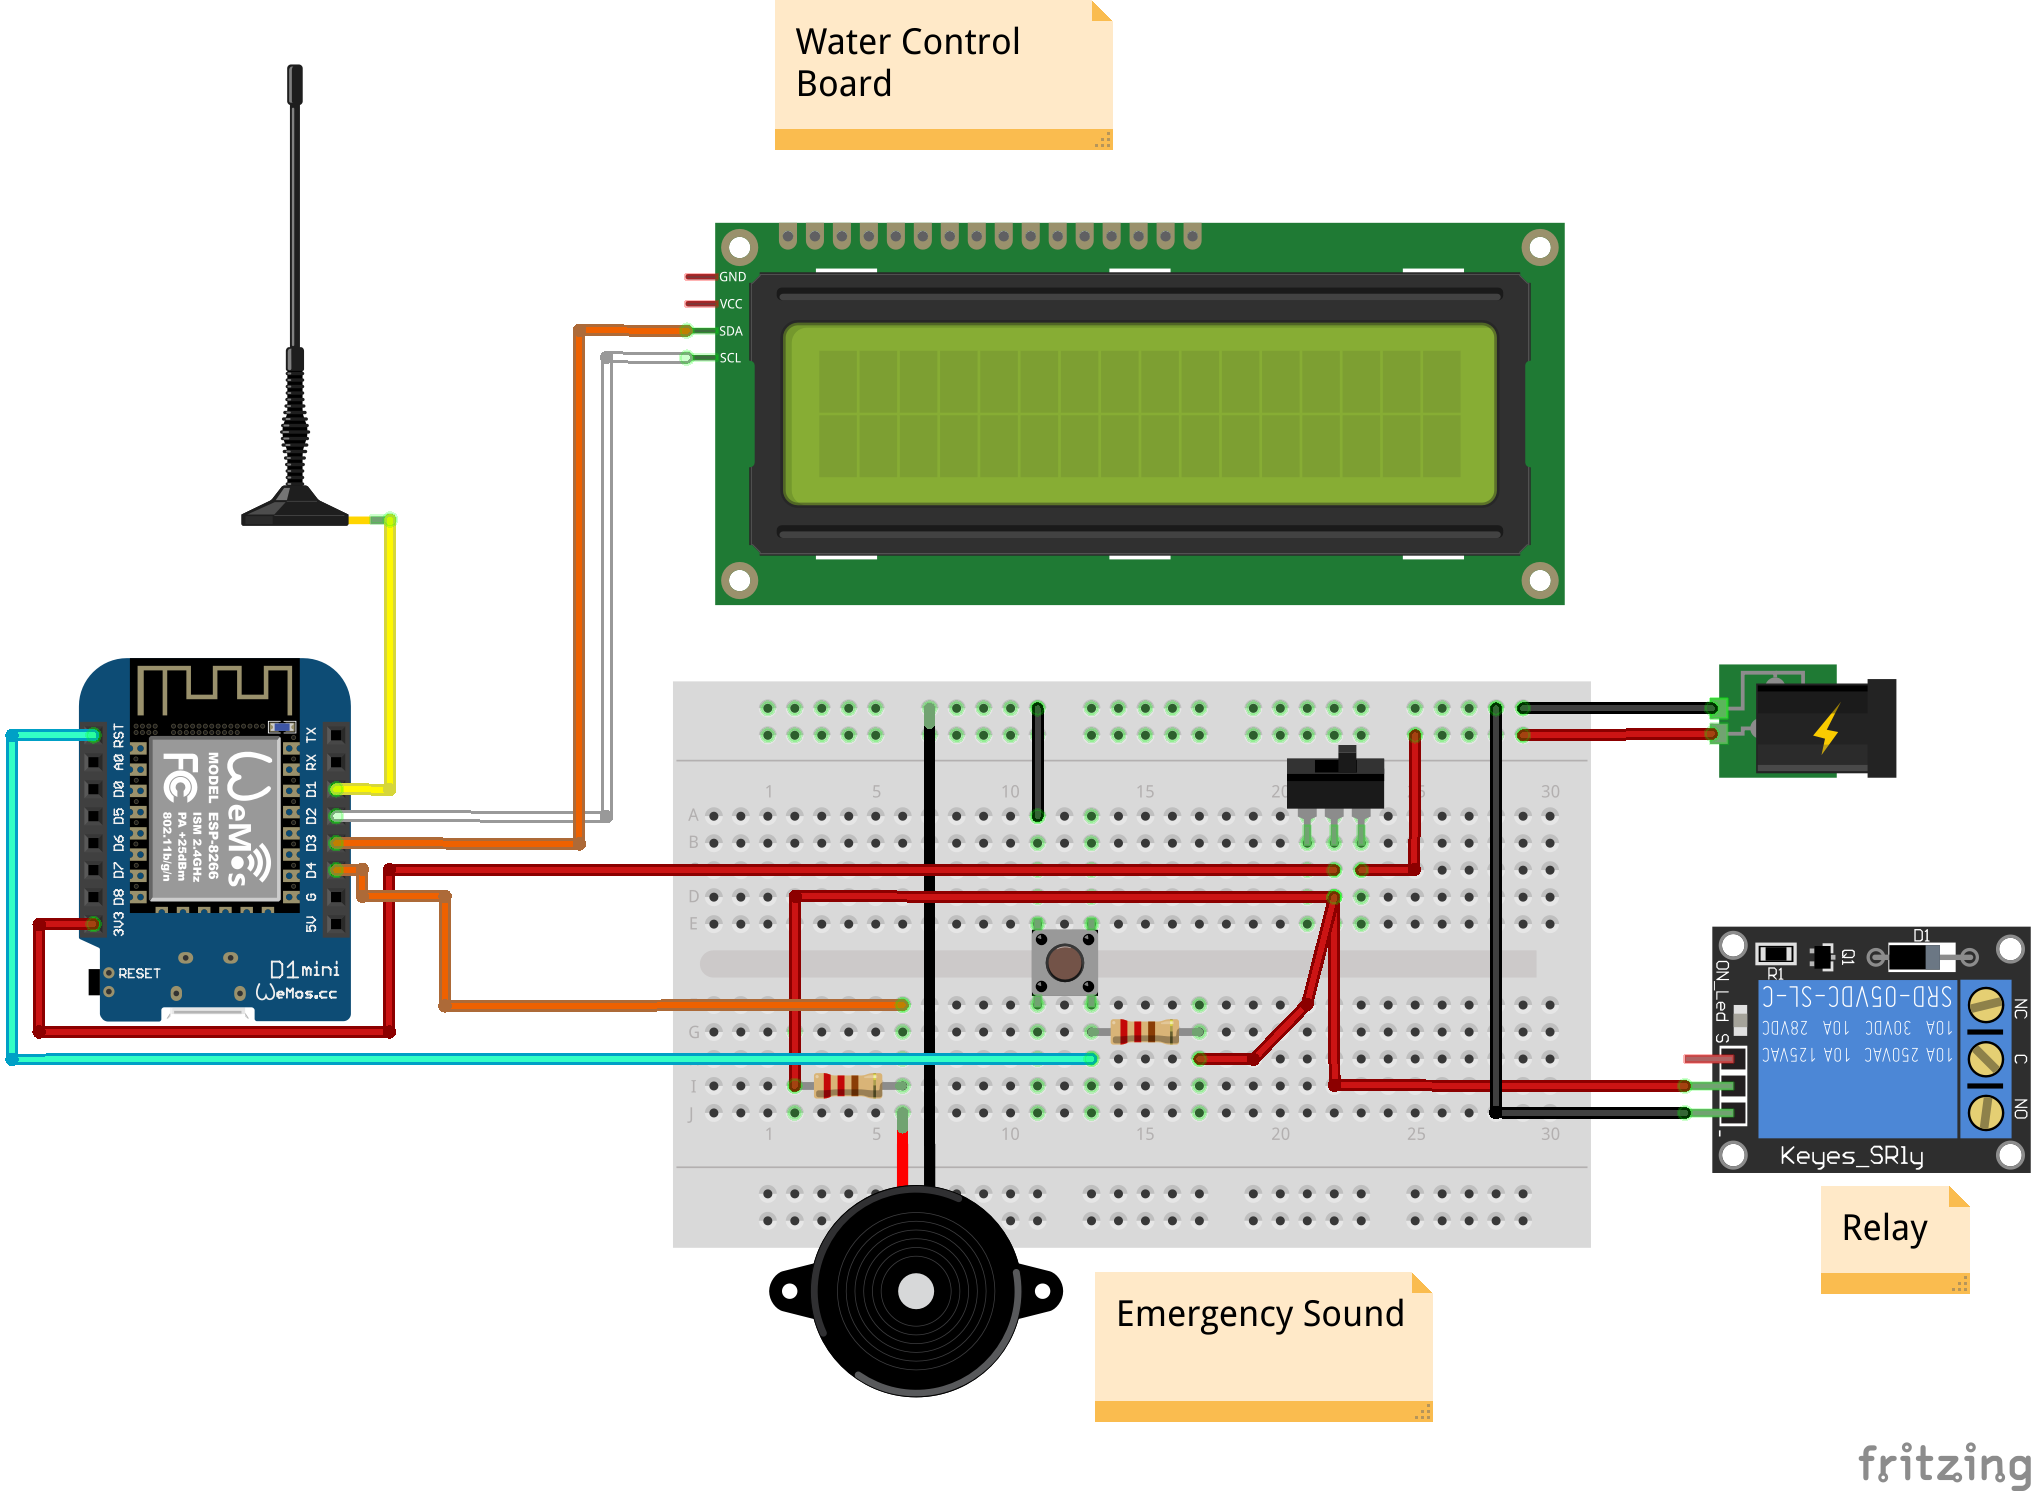 Water Control
Board
GND
VCC
SDA
SCL
RST
A0
D0
D5
D6
D7
D8
3V3
TX
RX
D1
D2
D3
D4
G
5V
WeMos
MODEL ESP-8266
ISM 2.4GHz
PA +25dBm
802.11b/g/n
FC
RESET
D1mini
WeMos.cc
1 5 10 15 20 25 30
A
B
D
E
G
I
J
1 5 10 15 20 25 30
D1
Q1
R1
ON_Led
S
-
SRD-05VDC-SL-C
10A 30VDC 10A 28VDC
10A 250VAC 10A 125VAC
NC
C
NO
Keyes_SRly
Relay
Emergency Sound
fritzing